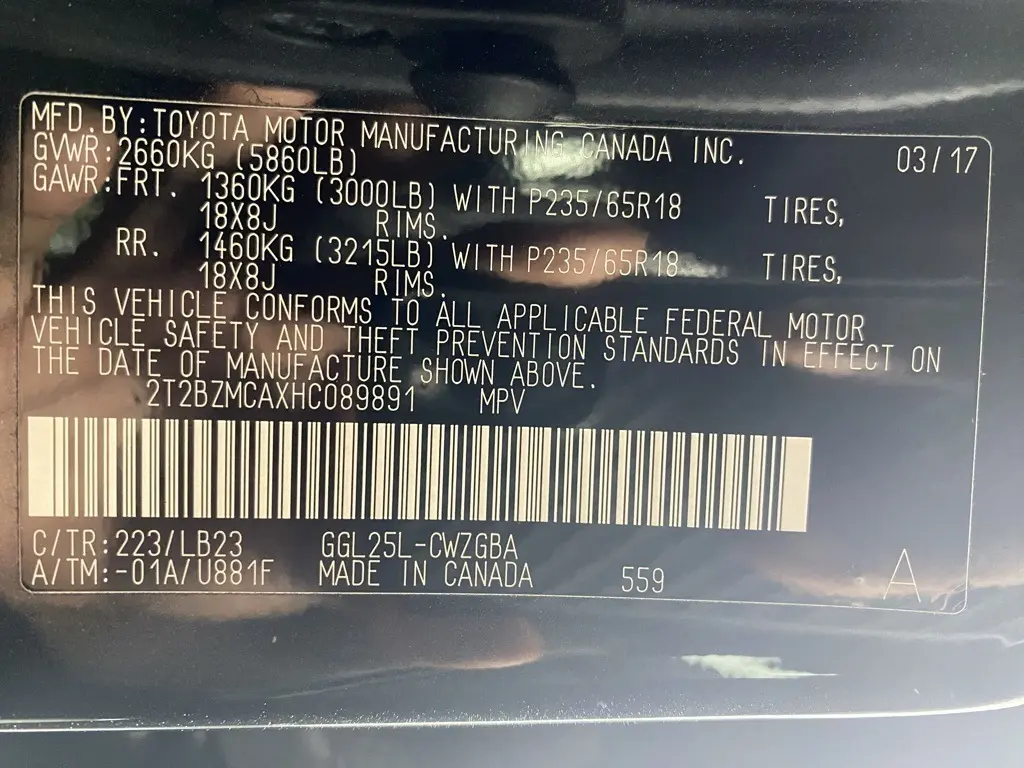 MFD.BY:TOYOTA MOTOR MANUFACTURING CANADA INC. 03/17
GVWR:2660KG (5860LB)
GAWR:FRT. 1360KG (3000LB) WITH P235/65R18 TIRES,
18X8J RIMS.
RR. 1460KG (3215LB) WITH P235/65R18 TIRES,
18X8J RIMS.
THIS VEHICLE CONFORMS TO ALL APPLICABLE FEDERAL MOTOR
VEHICLE SAFETY AND THEFT PREVENTION STANDARDS IN EFFECT ON
THE DATE OF MANUFACTURE SHOWN ABOVE.
2T2BZMCAXHC089891 MPV
C/TR:223/LB23 GGL25L-CWZGBA
A/TM:-01A/U881F MADE IN CANADA 559 A